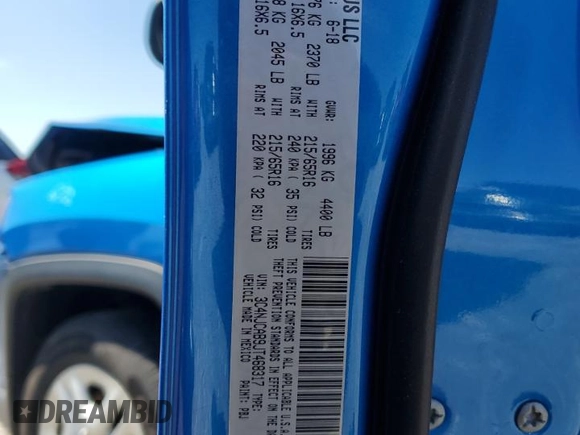 US LLC
: 6-18 GVWR: 1996 KG 4400 LB
76 KG 2370 LB WITH 215/65R16 TIRES
16X6.5 RIMS AT 240 KPA ( 35 PSI) COLD
8 KG 2045 LB WITH 215/65R16 TIRES
16X6.5 RIMS AT 220 KPA ( 32 PSI) COLD
THIS VEHICLE CONFORMS TO ALL APPLICABLE U.S.A.
THEFT PREVENTION STANDARDS IN EFFECT ON THE D
VIN: 3C4NJCAB9JT468317 TYPE:
VEHICLE MADE IN MEXICO PAINT: PBJ
DREAMBID